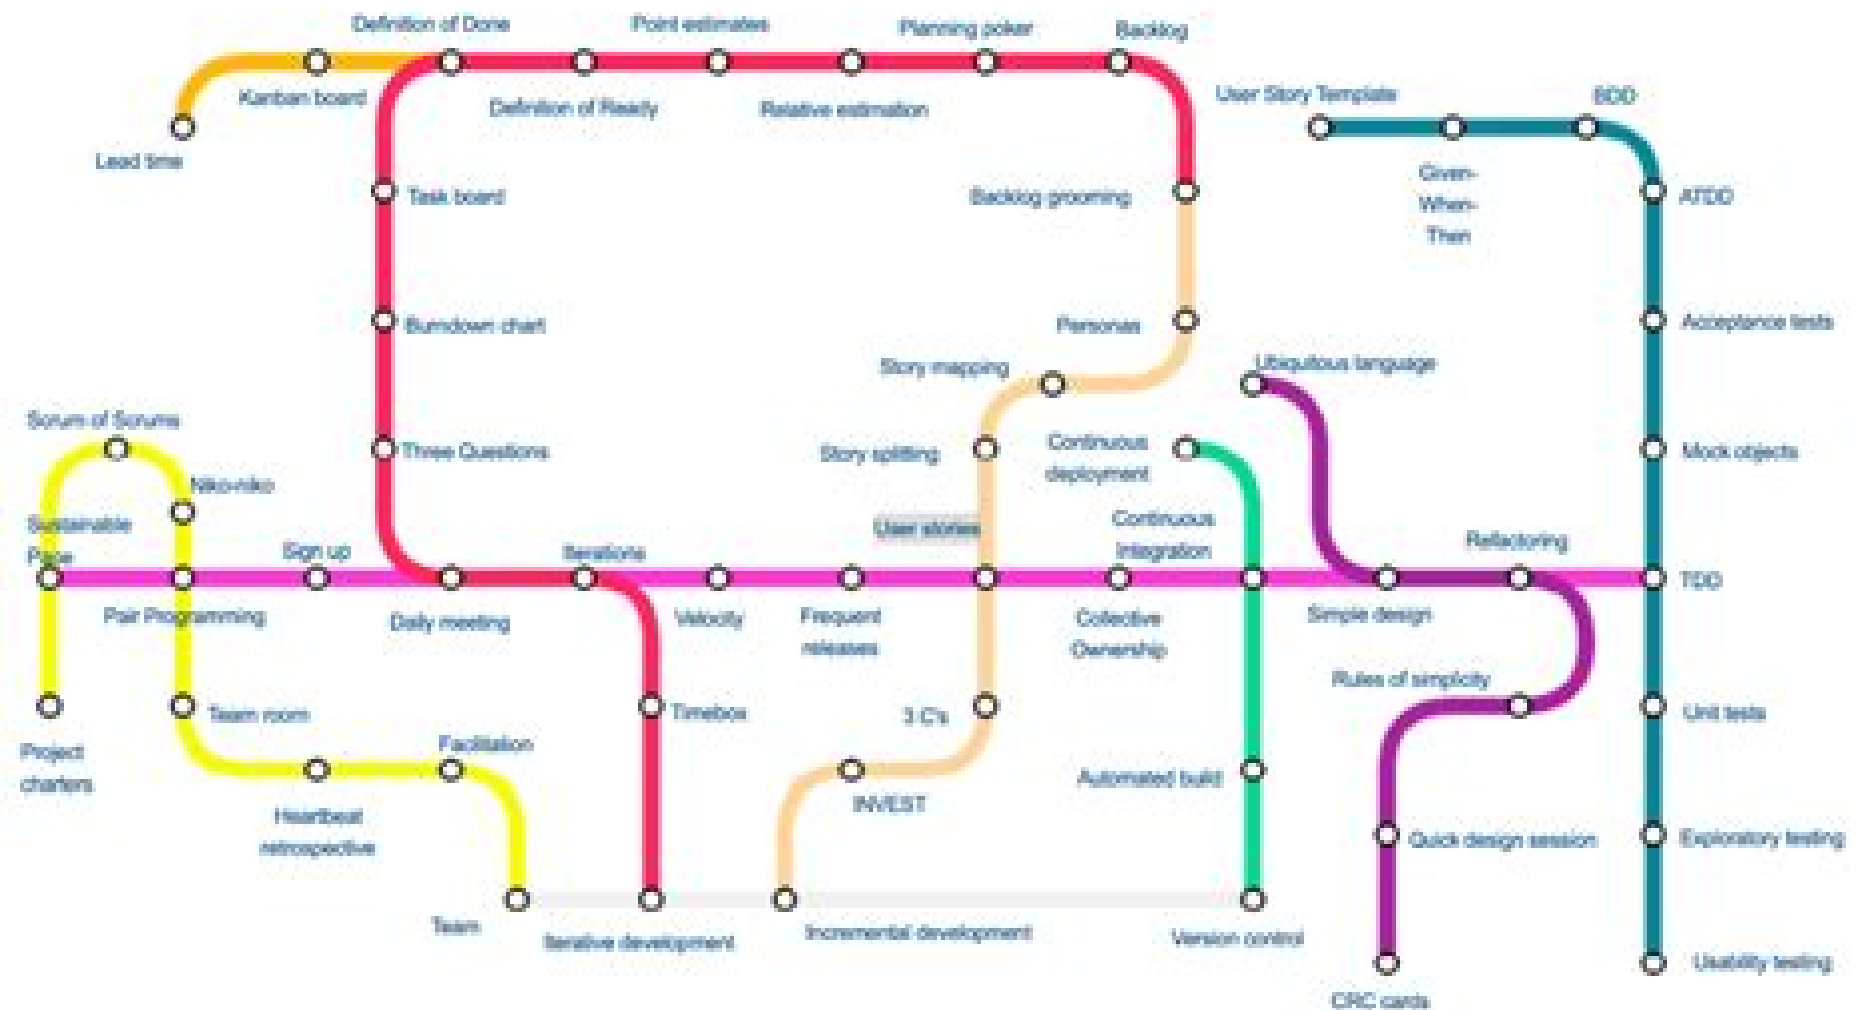 Definition of Done
Point estimates
Planning poker
Backlog
Kanban board
Definition of Ready
Relative estimation
User Story Template
BDD
Lead time
Task board
Backlog grooming
Given-
When-
Then
ATDD
Burndown chart
Personas
Acceptance tests
Story mapping
Ubiquitous language
Scrum of Scrums
Three Questions
Story splitting
Continuous
deployment
Mock objects
Niko-niko
Sustainable
Pace
Sign up
Iterations
User stories
Continuous
Integration
Refactoring
TDD
Pair Programming
Daily meeting
Velocity
Frequent
releases
Collective
Ownership
Simple design
Rules of simplicity
Project
charters
Team room
Facilitation
Timebox
3 C's
Unit tests
Heartbeat
retrospective
INVEST
Automated build
Quick design session
Exploratory testing
Team
Iterative development
Incremental development
Version control
Usability testing
CRC cards